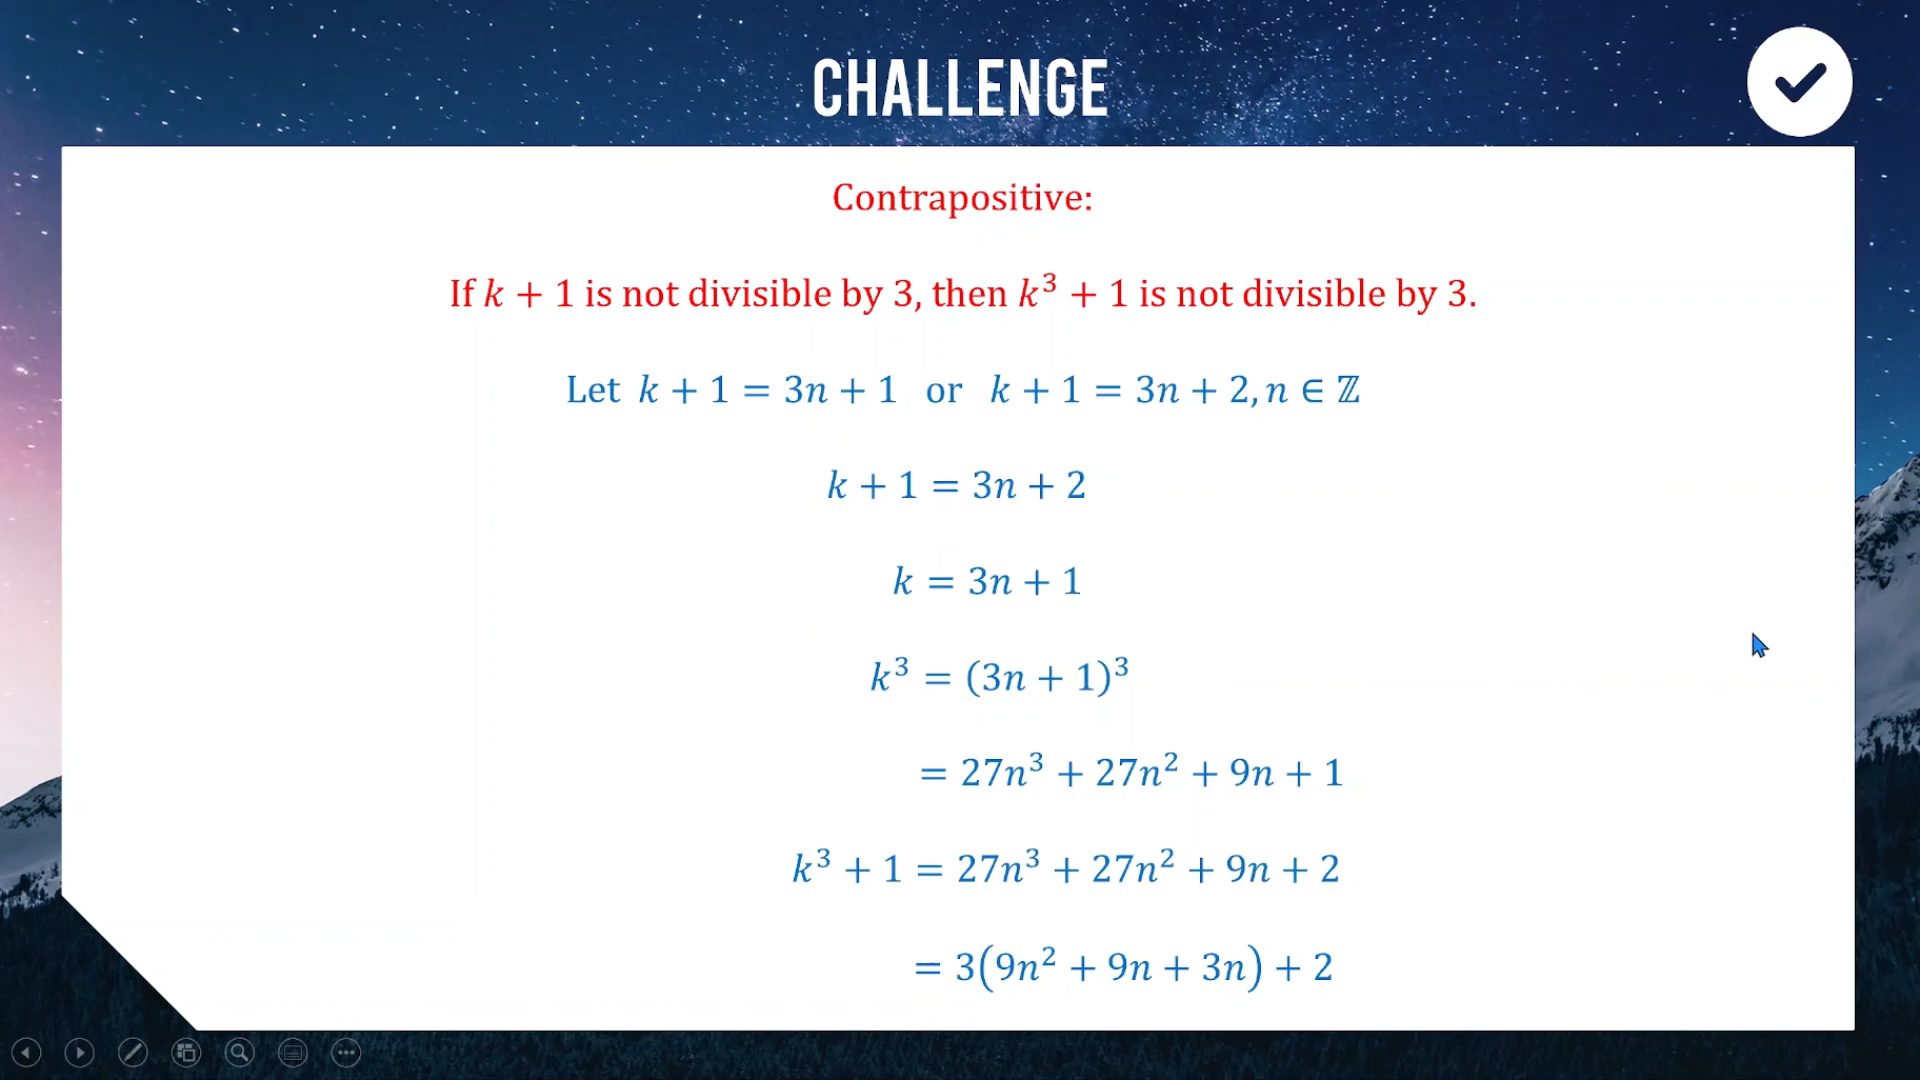 CHALLENGE
Contrapositive:
If k + 1 is not divisible by 3, then k³ + 1 is not divisible by 3.
Let k + 1 = 3n + 1 or k + 1 = 3n + 2, n ∈ ℤ
k + 1 = 3n + 2
k = 3n + 1
k³ = (3n + 1)³
= 27n³ + 27n² + 9n + 1
k³ + 1 = 27n³ + 27n² + 9n + 2
= 3(9n² + 9n + 3n) + 2